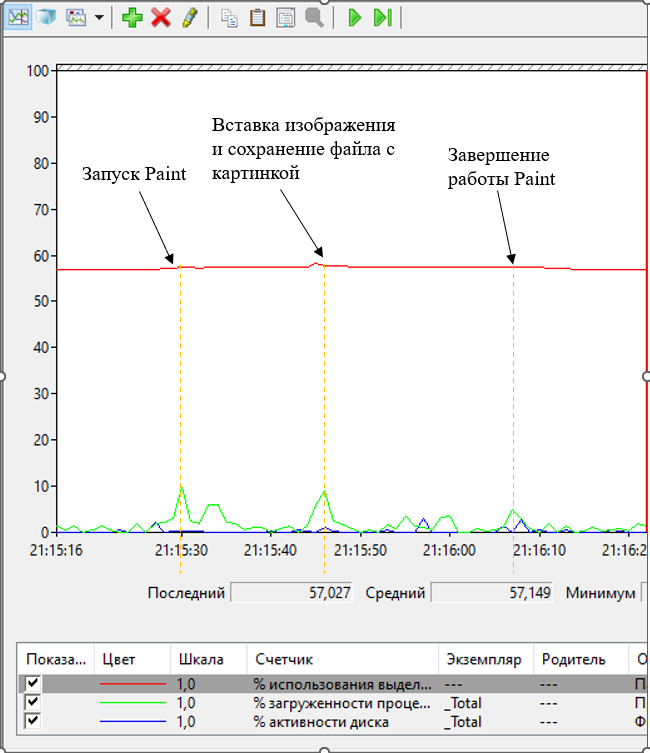 100
90
80
70
60
50
40
30
20
10
0
Запуск Paint
Вставка изображения
и сохранение файла с
картинкой
Завершение
работы Paint
21:15:16 21:15:30 21:15:40 21:15:50 21:16:00 21:16:10 21:16:2
Последний 57,027 Средний 57,149 Минимум
Показа... Цвет Шкала Счетчик Экземпляр Родитель О
1,0 % использования выдел... --- --- П
1,0 % загруженности проце... _Total --- П
1,0 % активности диска _Total --- Ф